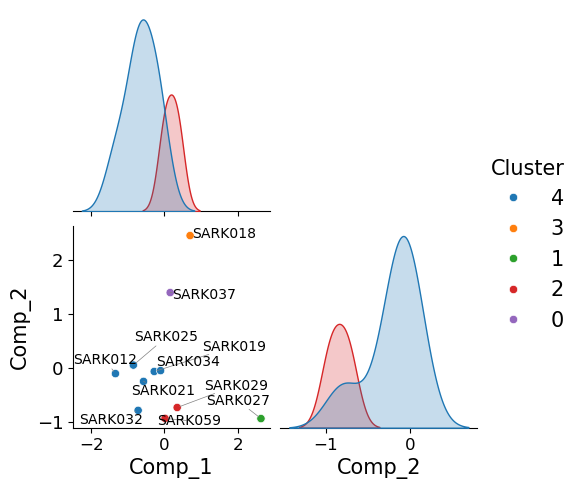 Cluster
4
3
1
2
0
Comp_2
2
1
0
−1
SARK018
SARK037
SARK025
SARK019
SARK012
SARK034
SARK021
SARK029
SARK027
SARK032
SARK059
−2
0
2
Comp_1
−1
0
Comp_2